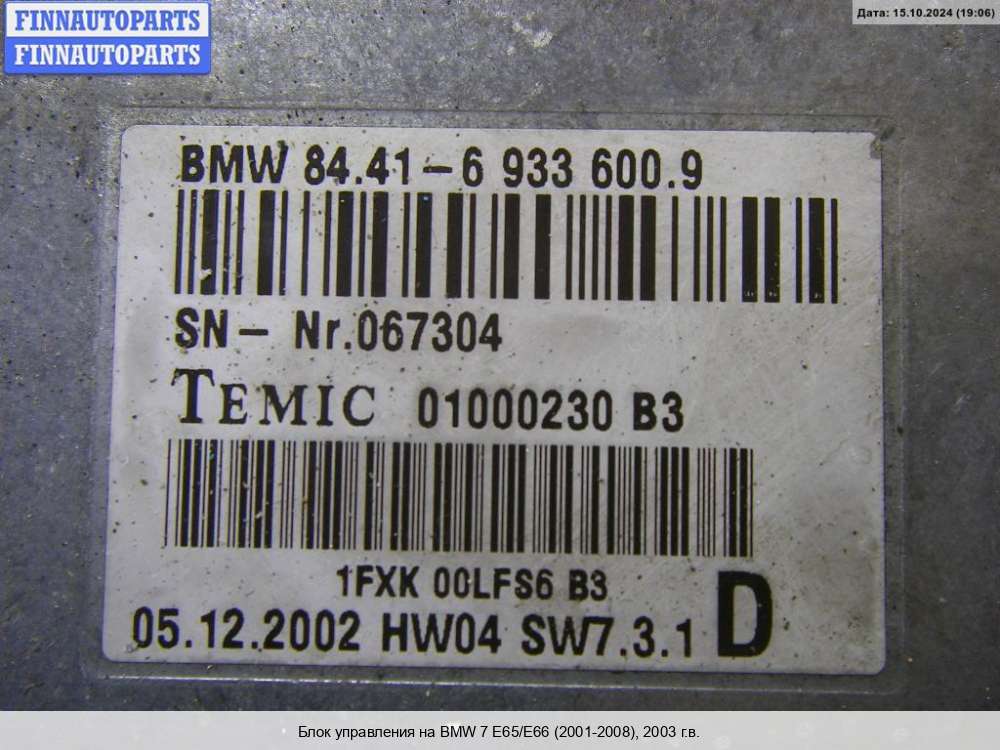 FINNAUTOPARTS
FINNAUTOPARTS
Дата: 15.10.2024 (19:06)
BMW 84.41-6 933 600.9
SN- Nr.067304
TEMIC 01000230 B3
1FXK 00LFS6 B3
D
05.12.2002 HW04 SW7.3.1
Блок управления на BMW 7 E65/E66 (2001-2008), 2003 г.в.